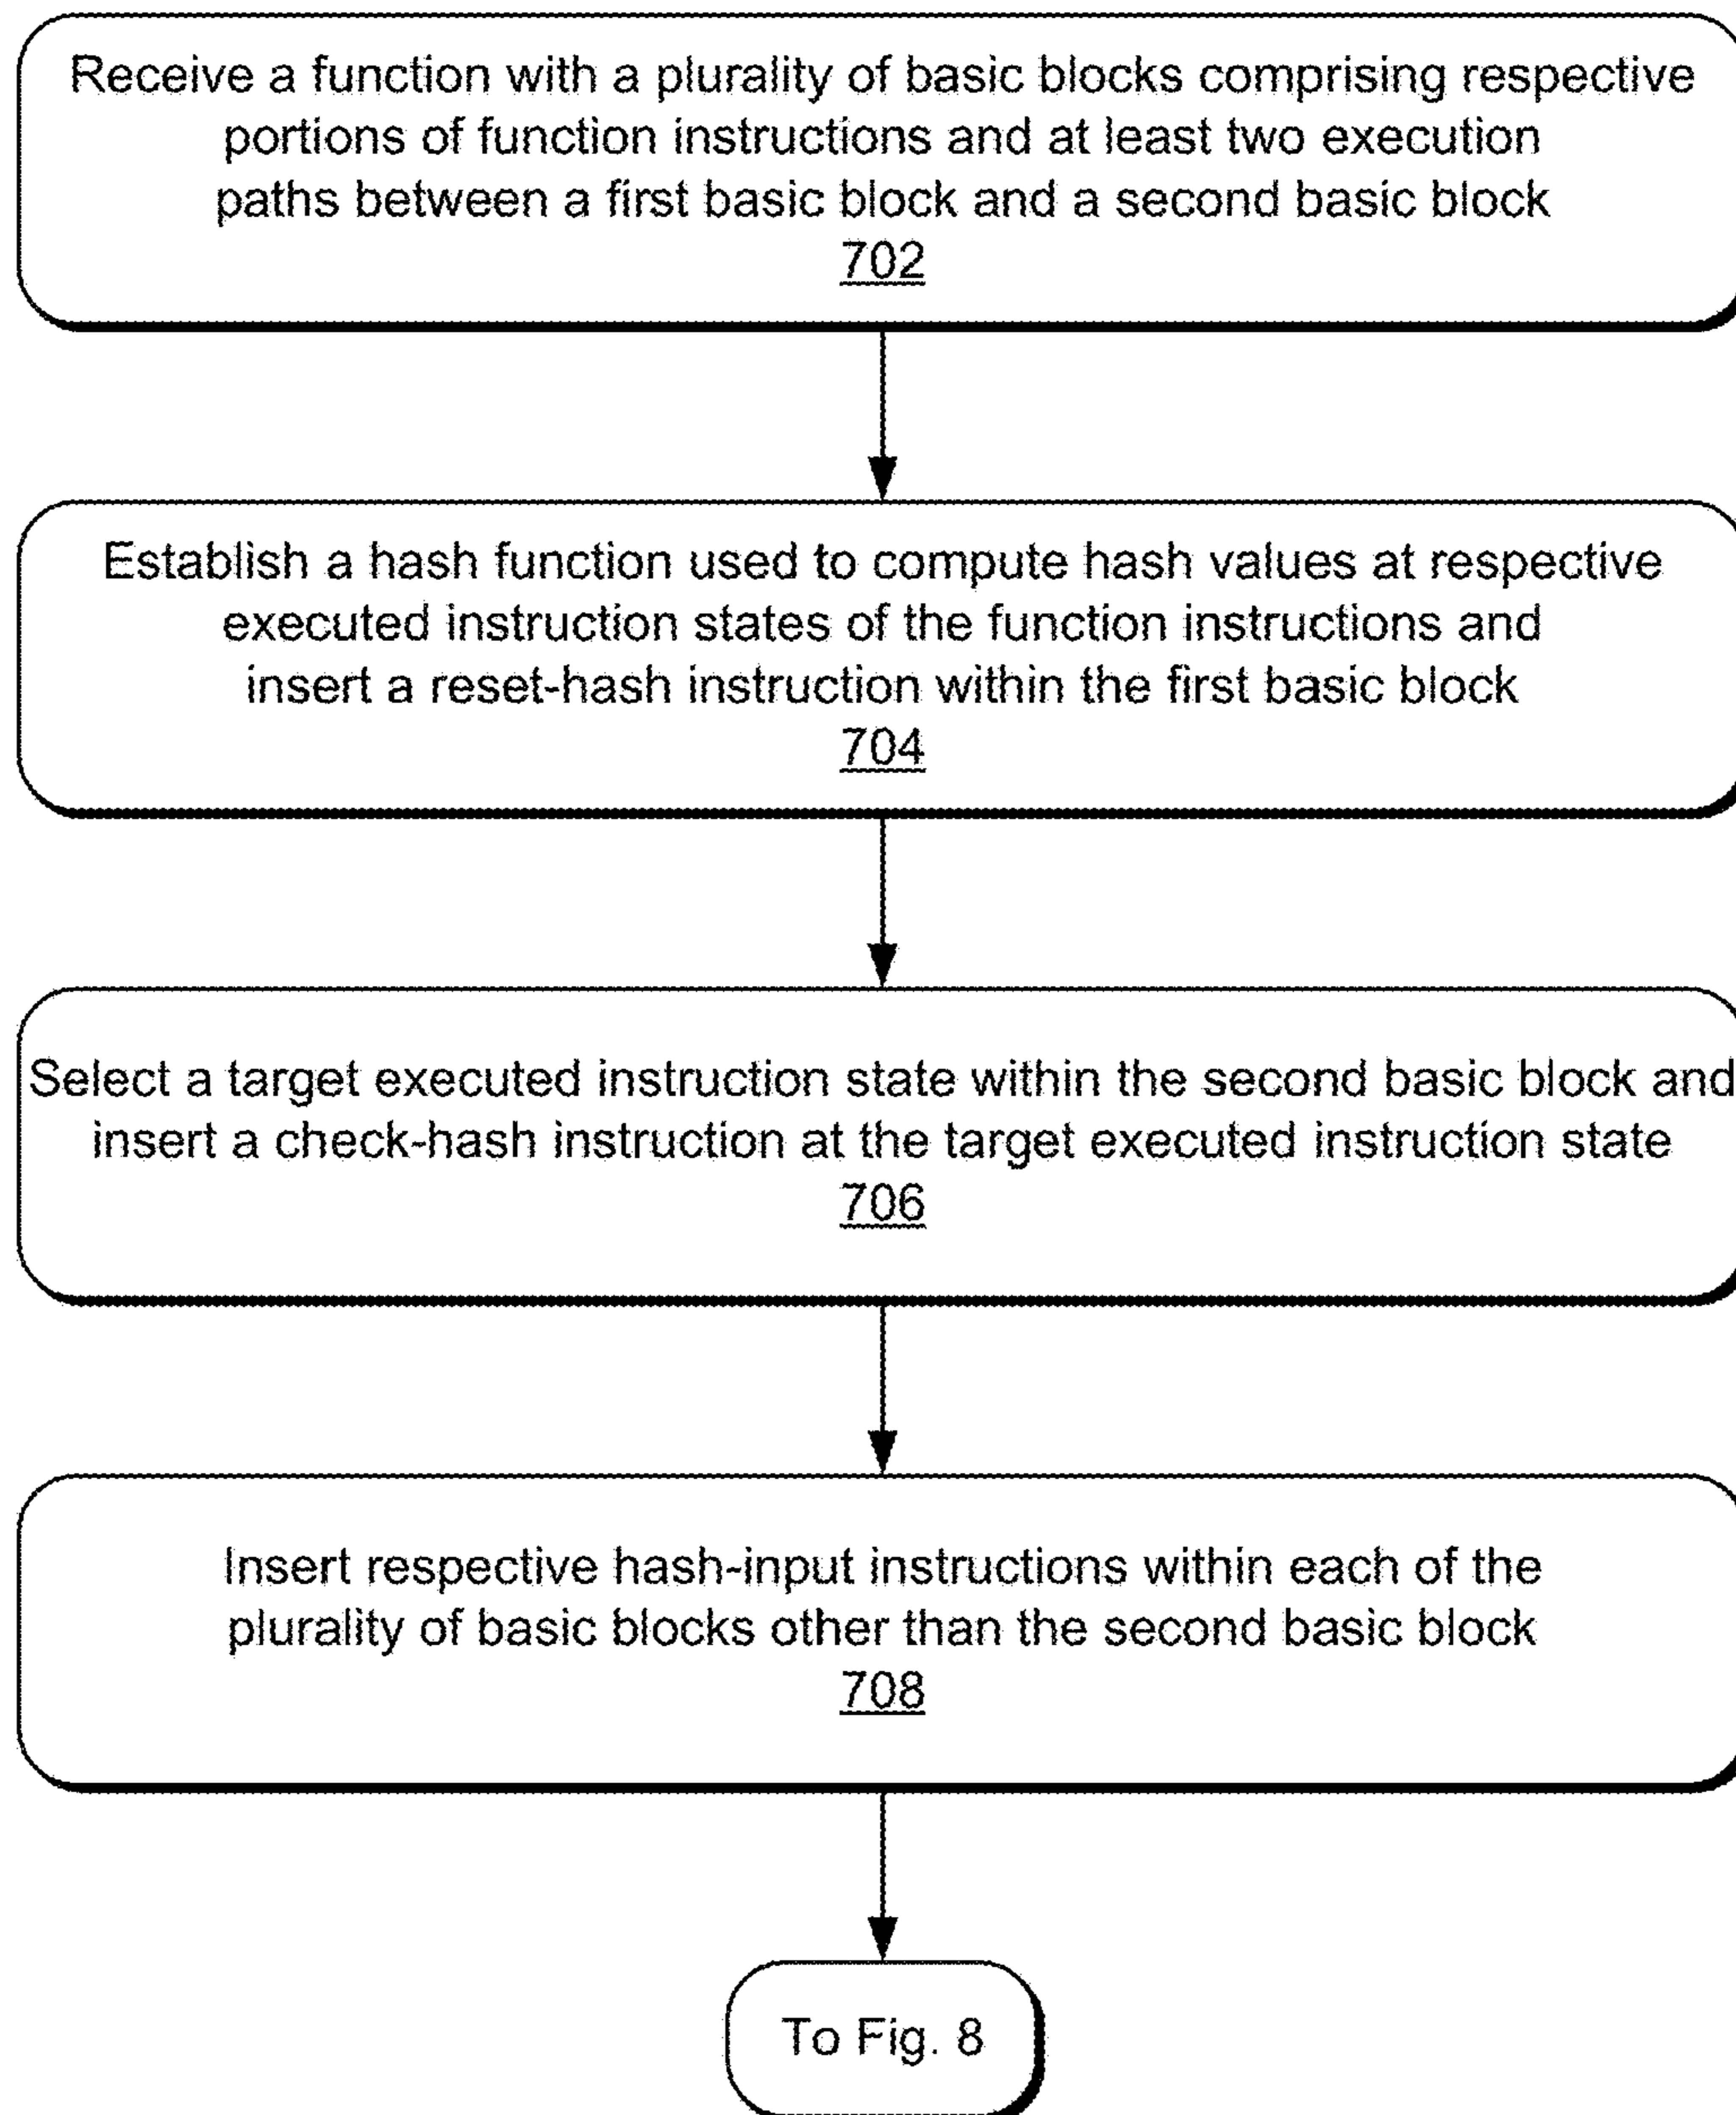 Receive a function with a plurality of basic blocks comprising respective
portions of function instructions and at least two execution
paths between a first basic block and a second basic block
702
Establish a hash function used to compute hash values at respective
executed instruction states of the function instructions and
insert a reset-hash instruction within the first basic block
704
Select a target executed instruction state within the second basic block and
insert a check-hash instruction at the target executed instruction state
706
Insert respective hash-input instructions within each of the
plurality of basic blocks other than the second basic block
708
To Fig. 8